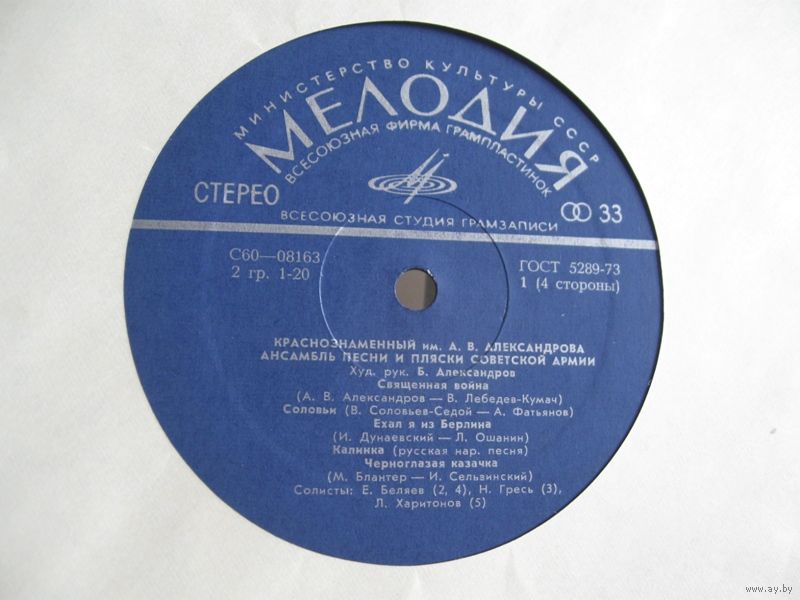 МИНИСТЕРСТВО КУЛЬТУРЫ СССР
МЕЛОДИЯ
ВСЕСОЮЗНАЯ ФИРМА ГРАМПЛАСТИНОК
СТЕРЕО
33
ВСЕСОЮЗНАЯ СТУДИЯ ГРАМЗАПИСИ
С60—08163
ГОСТ 5289-73
2 гр. 1-20
1 (4 стороны)
КРАСНОЗНАМЕННЫЙ им. А. В. АЛЕКСАНДРОВА
АНСАМБЛЬ ПЕСНИ И ПЛЯСКИ СОВЕТСКОЙ АРМИИ
Худ. рук. Б. Александров
Священная война
(А. В. Александров — В. Лебедев-Кумач)
Соловьи (В. Соловьев-Седой — А. Фатьянов)
Ехал я из Берлина
(И. Дунаевский — Л. Ошанин)
Калинка (русская нар. песня)
Черноглазая казачка
(М. Блантер — И. Сельвинский)
Солисты: Е. Беляев (2, 4), Н. Гресь (3),
Л. Харитонов (5)
www.ay.by